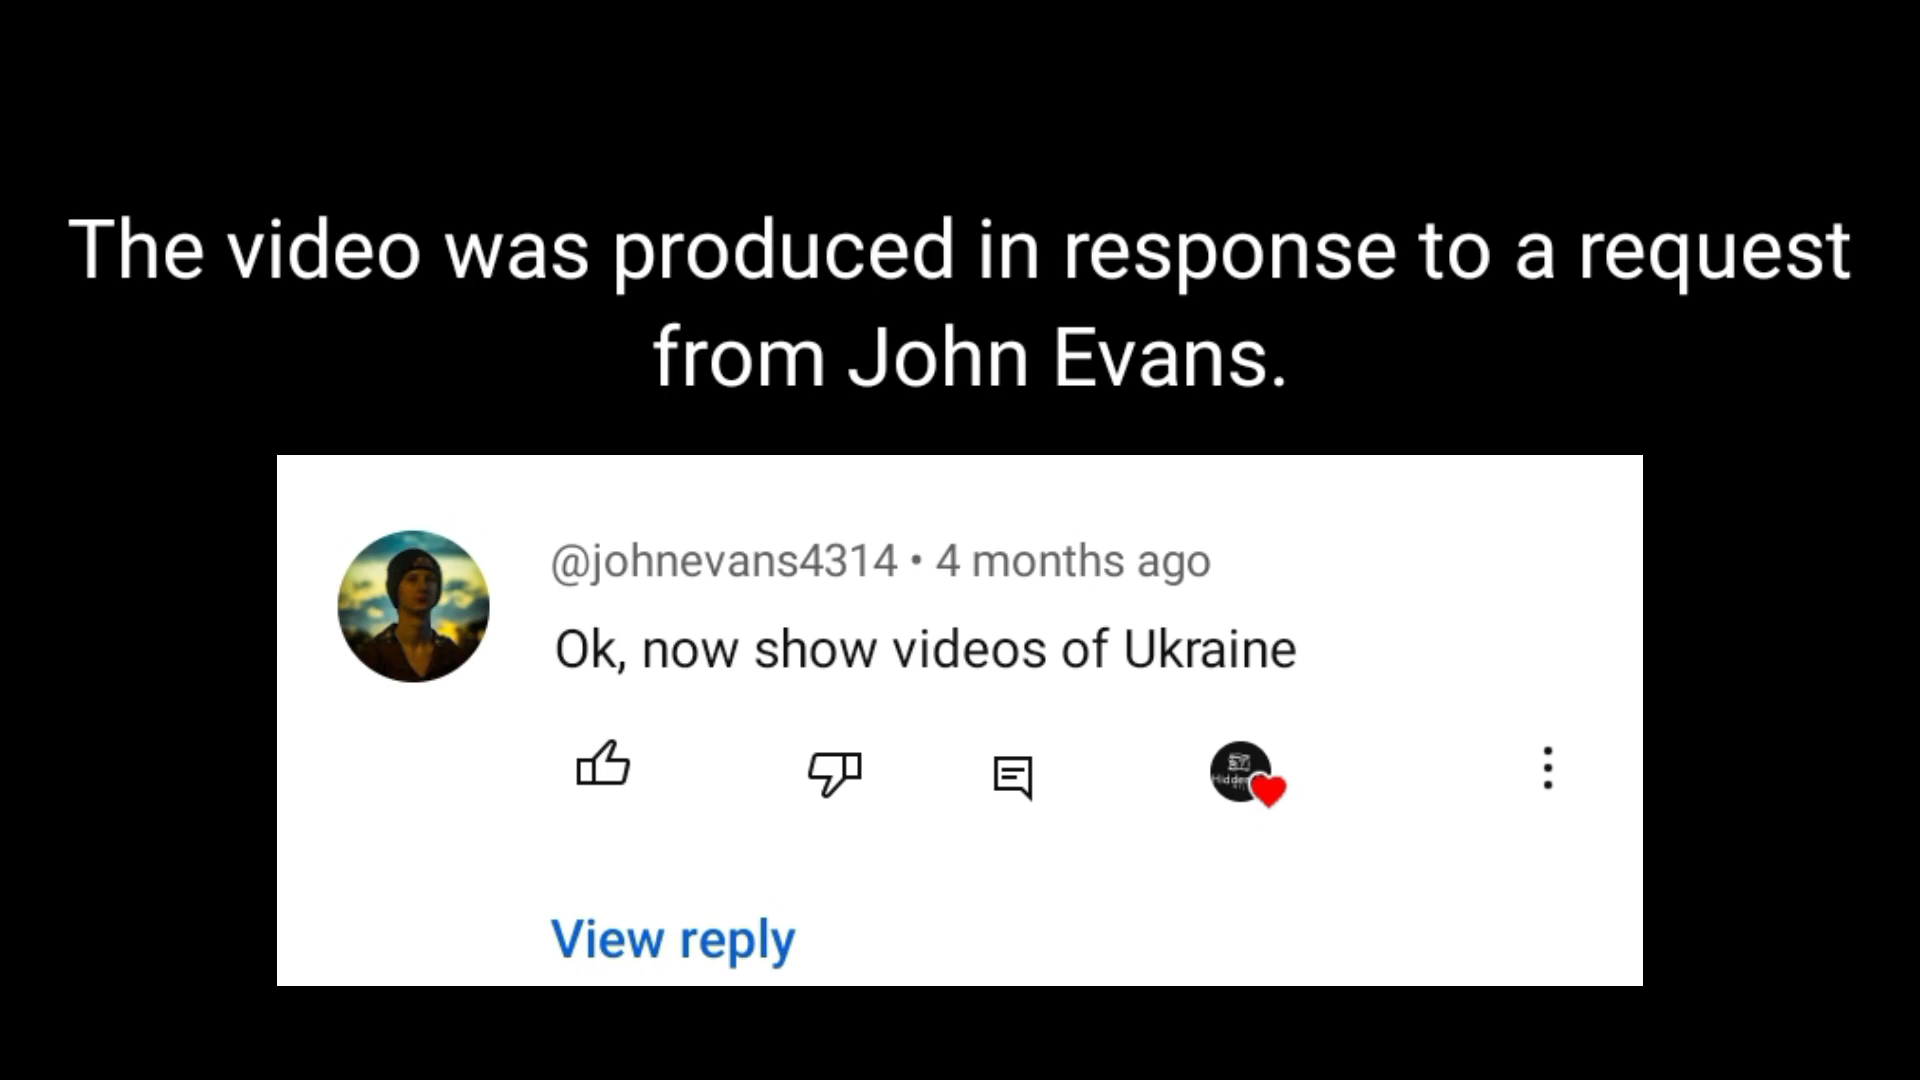 The video was produced in response to a request
from John Evans.
@johnevans4314 • 4 months ago
Ok, now show videos of Ukraine
View reply